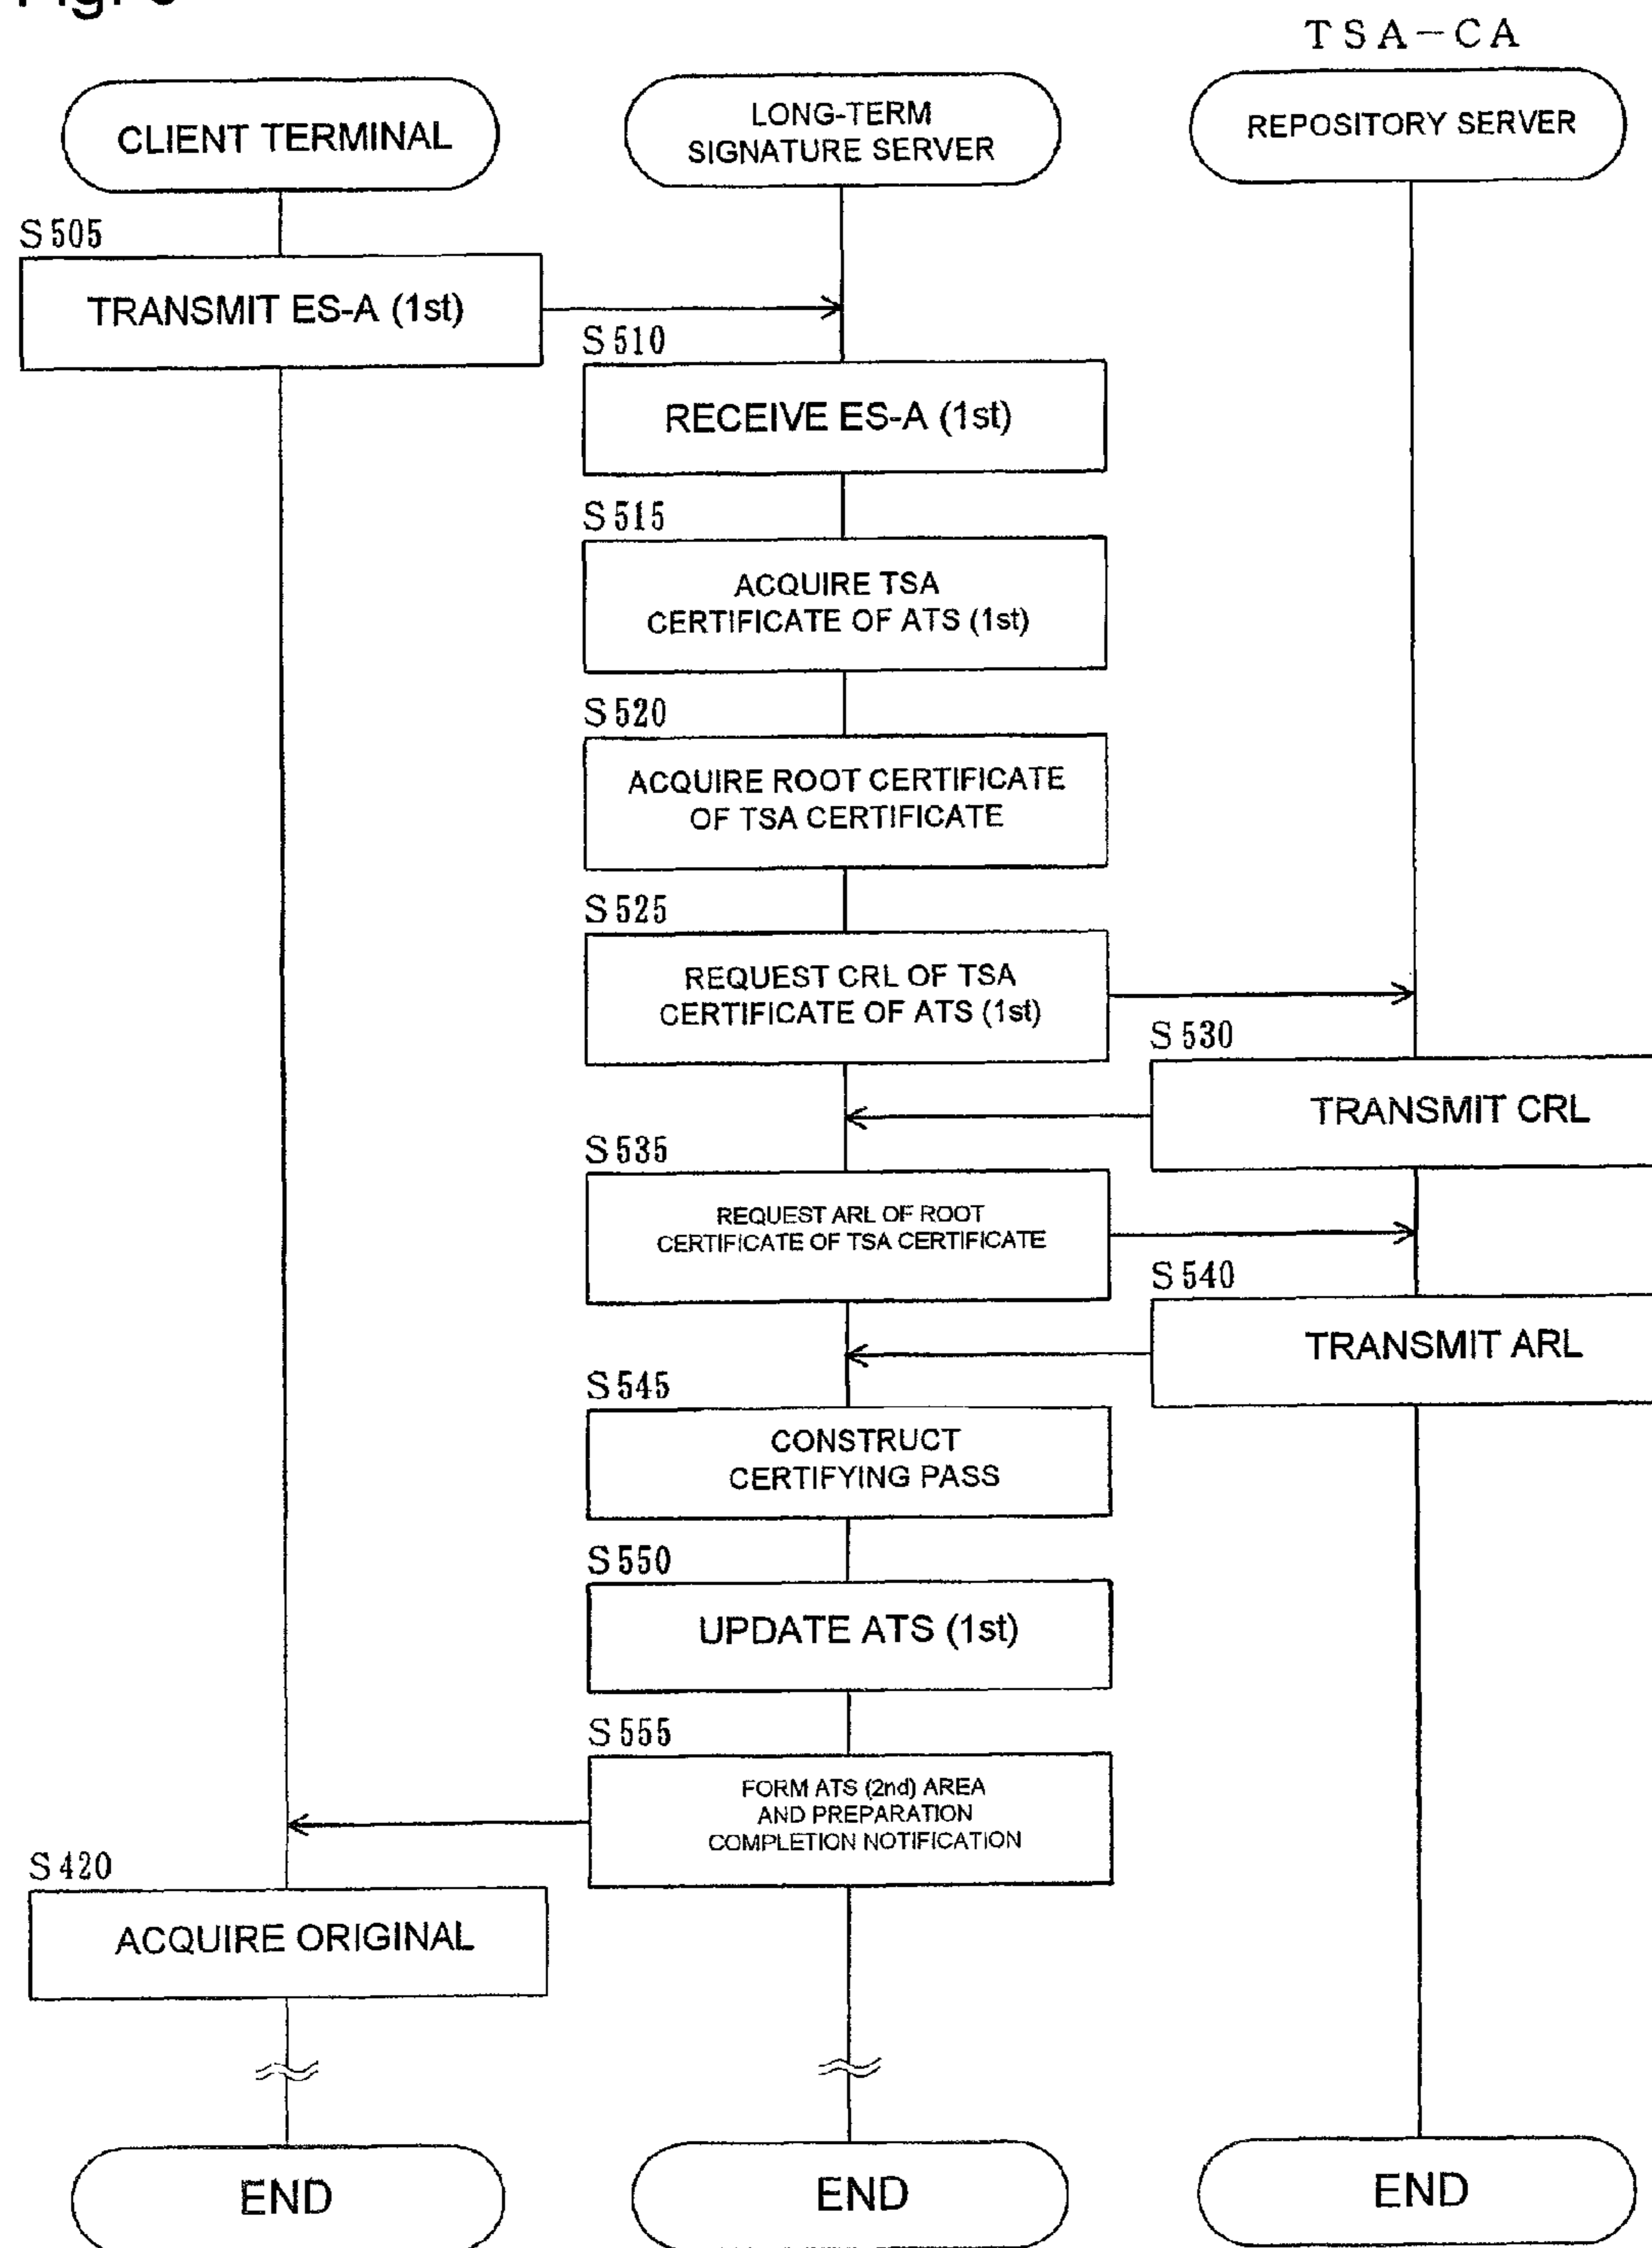 TSA-CA
CLIENT TERMINAL
LONG-TERM
SIGNATURE SERVER
REPOSITORY SERVER
S505
TRANSMIT ES-A (1st)
S510
RECEIVE ES-A (1st)
S515
ACQUIRE TSA
CERTIFICATE OF ATS (1st)
S520
ACQUIRE ROOT CERTIFICATE
OF TSA CERTIFICATE
S525
REQUEST CRL OF TSA
CERTIFICATE OF ATS (1st)
S530
TRANSMIT CRL
S535
REQUEST ARL OF ROOT
CERTIFICATE OF TSA CERTIFICATE
S540
TRANSMIT ARL
S545
CONSTRUCT
CERTIFYING PASS
S550
UPDATE ATS (1st)
S555
FORM ATS (2nd) AREA
AND PREPARATION
COMPLETION NOTIFICATION
S420
ACQUIRE ORIGINAL
END
END
END